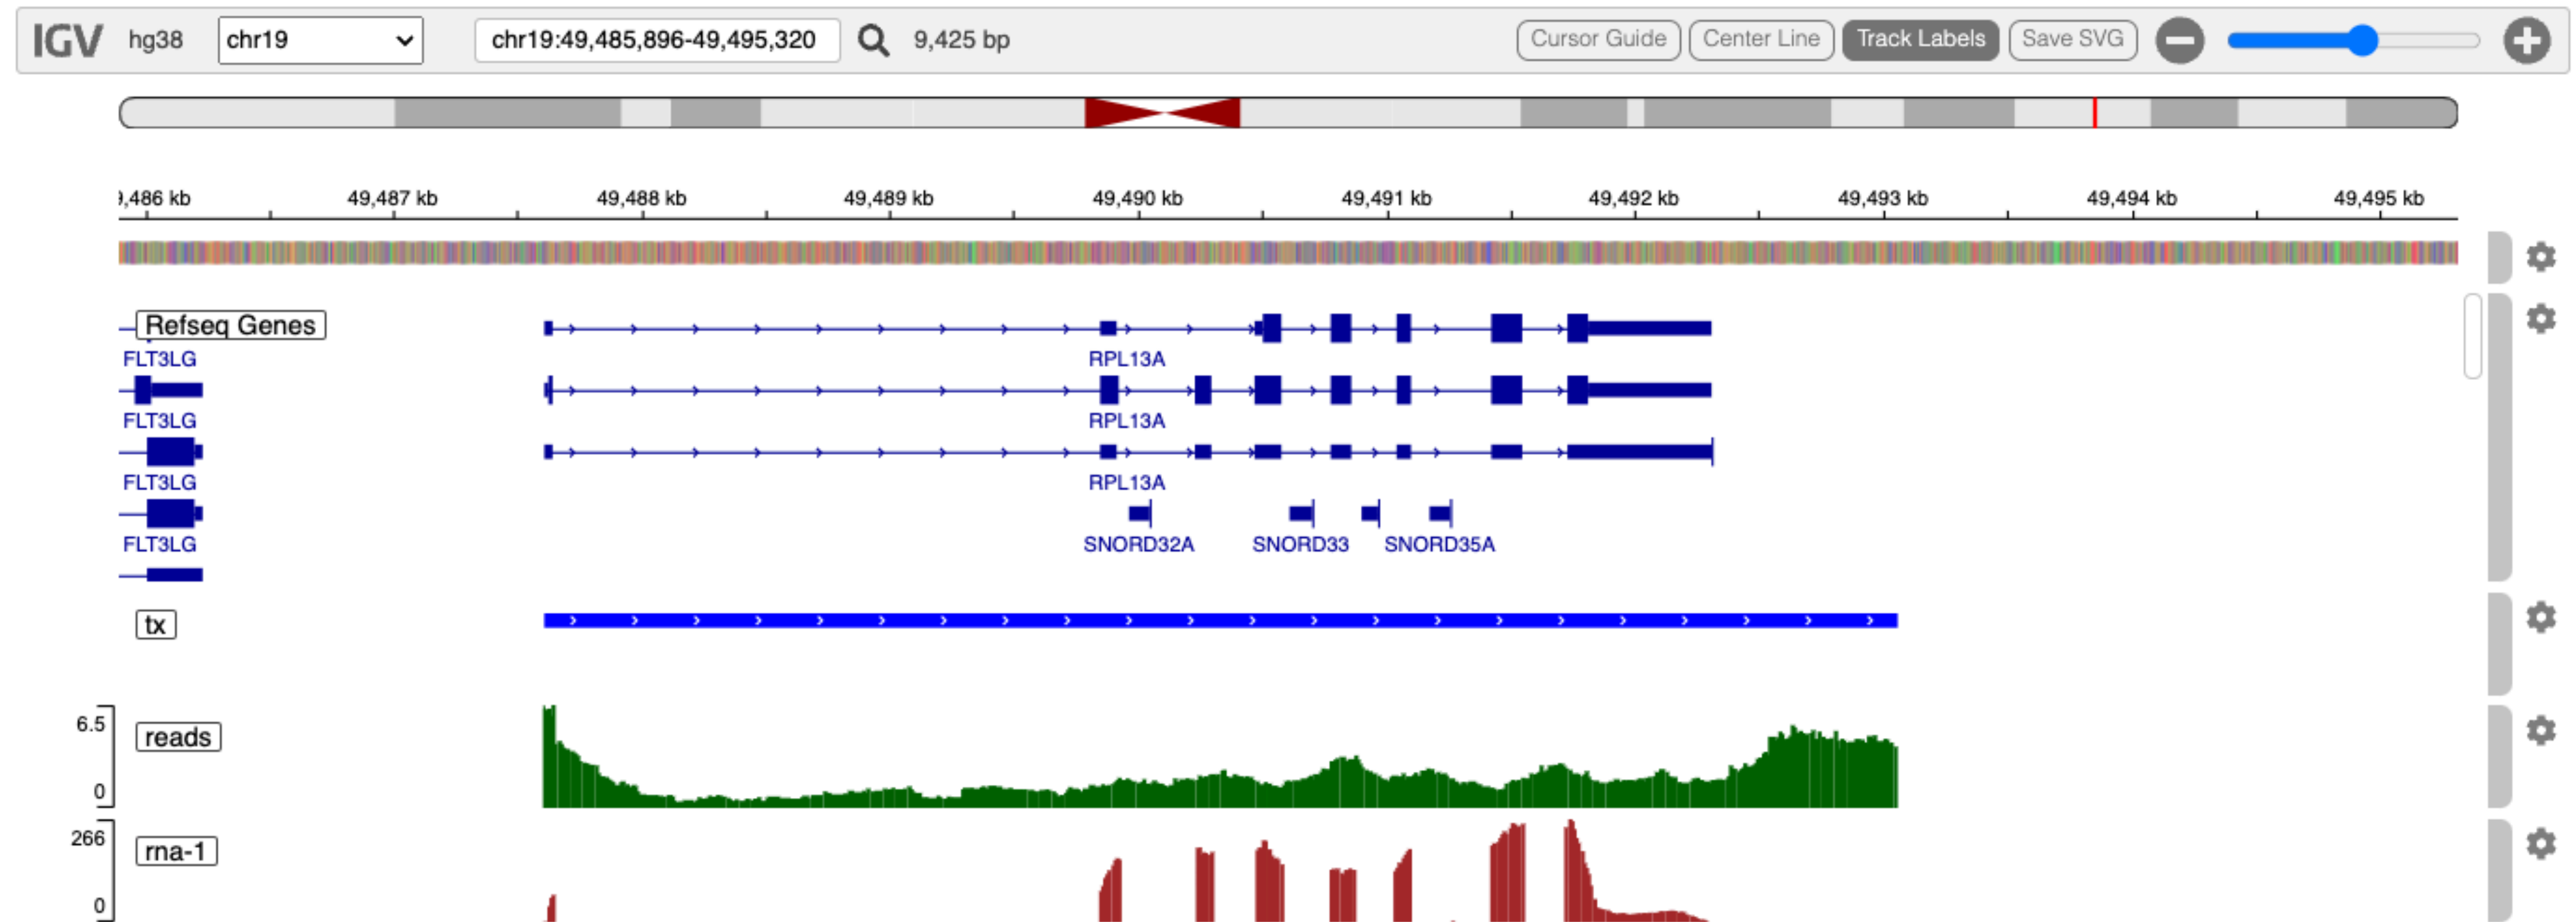 IGV hg38 chr19 chr19:49,485,896-49,495,320 9,425 bp Cursor Guide Center Line Track Labels Save SVG
9,486 kb 49,487 kb 49,488 kb 49,489 kb 49,490 kb 49,491 kb 49,492 kb 49,493 kb 49,494 kb 49,495 kb
Refseq Genes
FLT3LG RPL13A
FLT3LG RPL13A
FLT3LG RPL13A
FLT3LG SNORD32A SNORD33 SNORD35A
tx
6.5
reads
0
266
rna-1
0